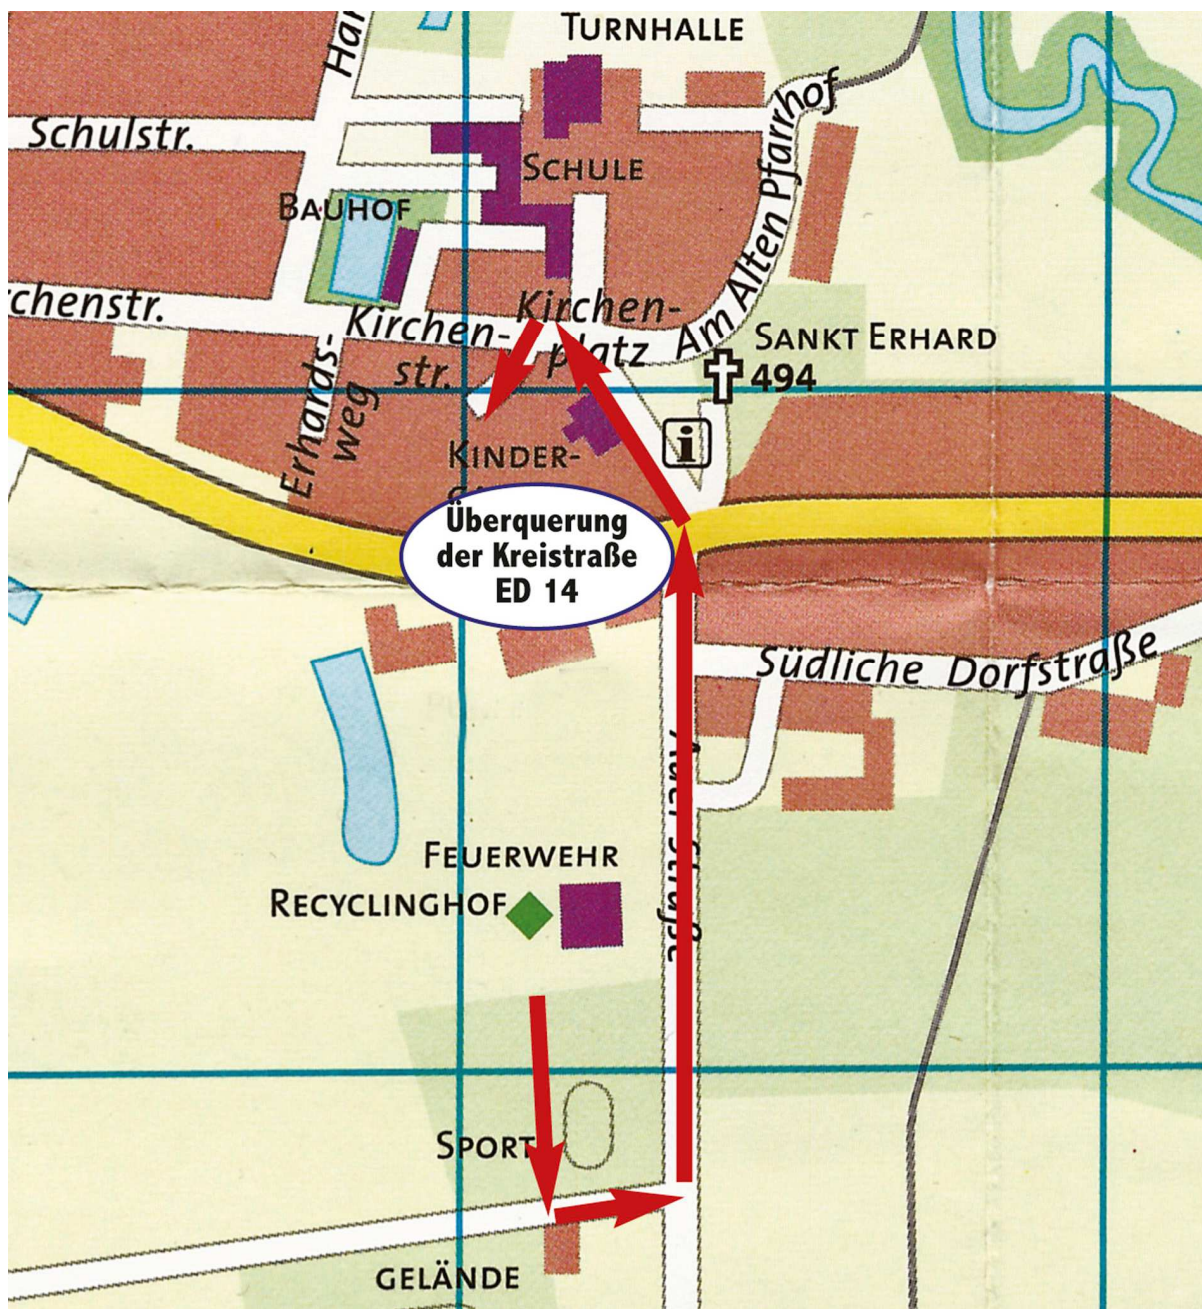 TURNHALLE
Har
Schulstr.
SCHULE
BAUHOF
Am Alten Pfarrhof
chenstr.
Kirchen-
str.
Kirchen-
platz
SANKT ERHARD
494
Erhards-
weg
i
KINDER-
Überquerung
der Kreistraße
ED 14
Südliche Dorfstraße
FEUERWEHR
RECYCLINGHOF
SPORT
GELÄNDE